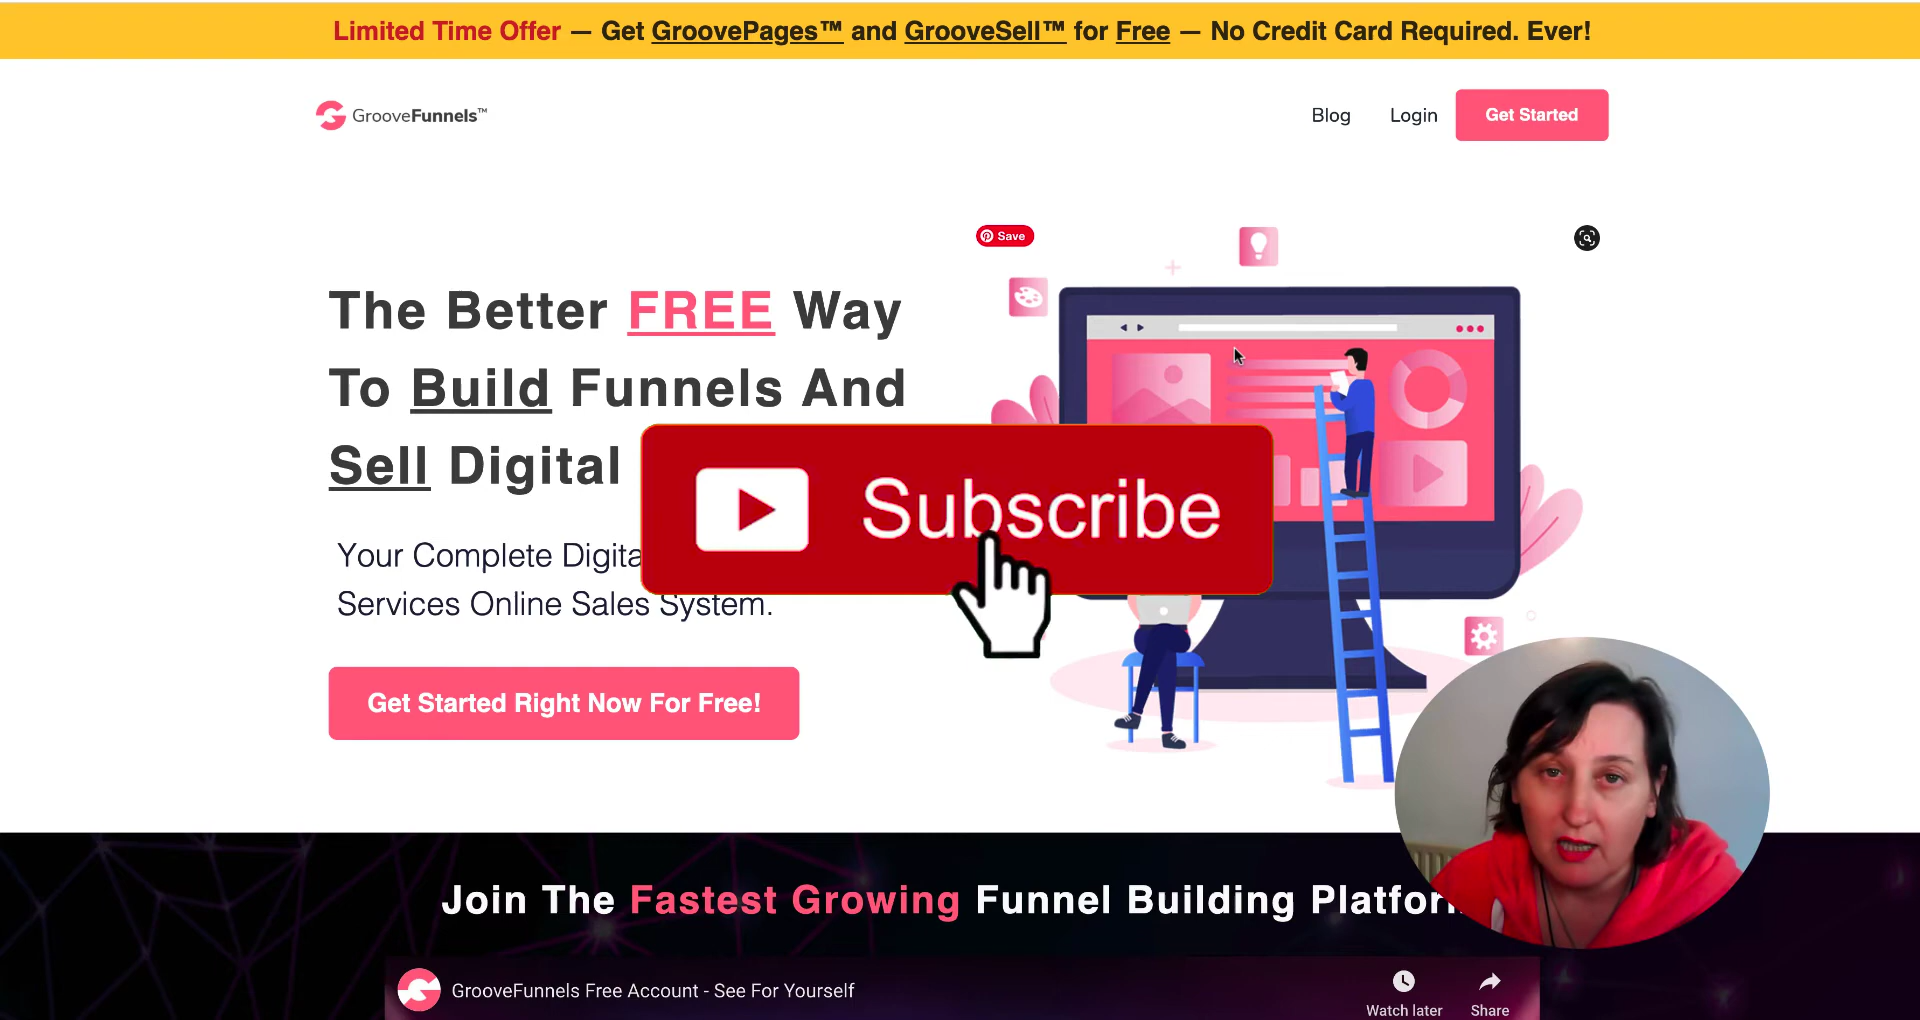 Limited Time Offer — Get GroovePages™ and GrooveSell™ for Free — No Credit Card Required. Ever!
GrooveFunnels™
Blog
Login
Get Started
Save
The Better FREE Way
To Build Funnels And
Sell Digital
Subscribe
Your Complete Digita
Services Online Sales System.
Get Started Right Now For Free!
Join The Fastest Growing Funnel Building Platfor
GrooveFunnels Free Account - See For Yourself
Watch later
Share